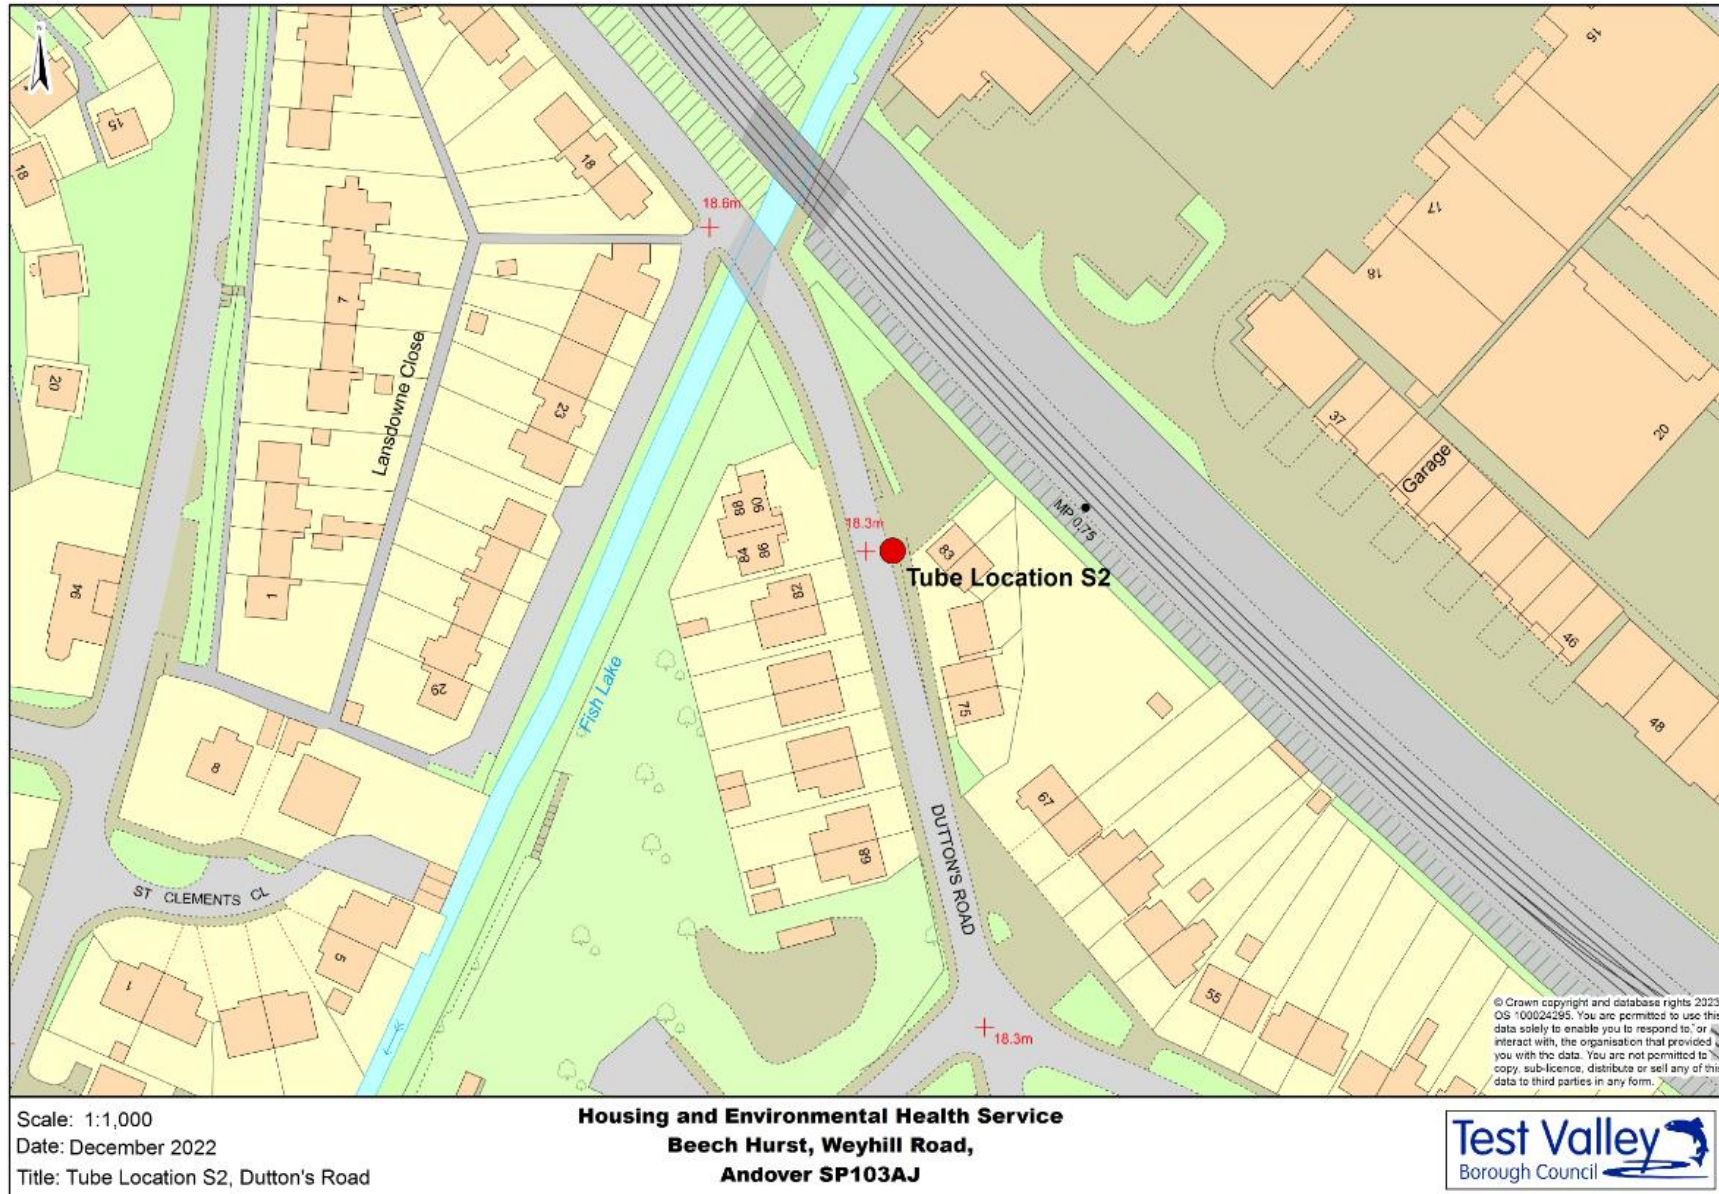 N
15
18
18
18.6m
16
17
18
4
20
Lansdowne Close
23
37
Garage
20
88
90
84
86
18.3m
83
MP 0.75
Tube Location S2
94
1
82
46
Fish Lake
29
75
48
8
67
DUTTON'S ROAD
68
ST CLEMENTS CL
5
1
55
18.3m
© Crown copyright and database rights 2023
OS 100024295. You are permitted to use this
data solely to enable you to respond to, or
interact with, the organisation that provided
you with the data. You are not permitted to
copy, sub-licence, distribute or sell any of this
data to third parties in any form.
Scale: 1:1,000
Date: December 2022
Title: Tube Location S2, Dutton's Road
Housing and Environmental Health Service
Beech Hurst, Weyhill Road,
Andover SP103AJ
Test Valley
Borough Council